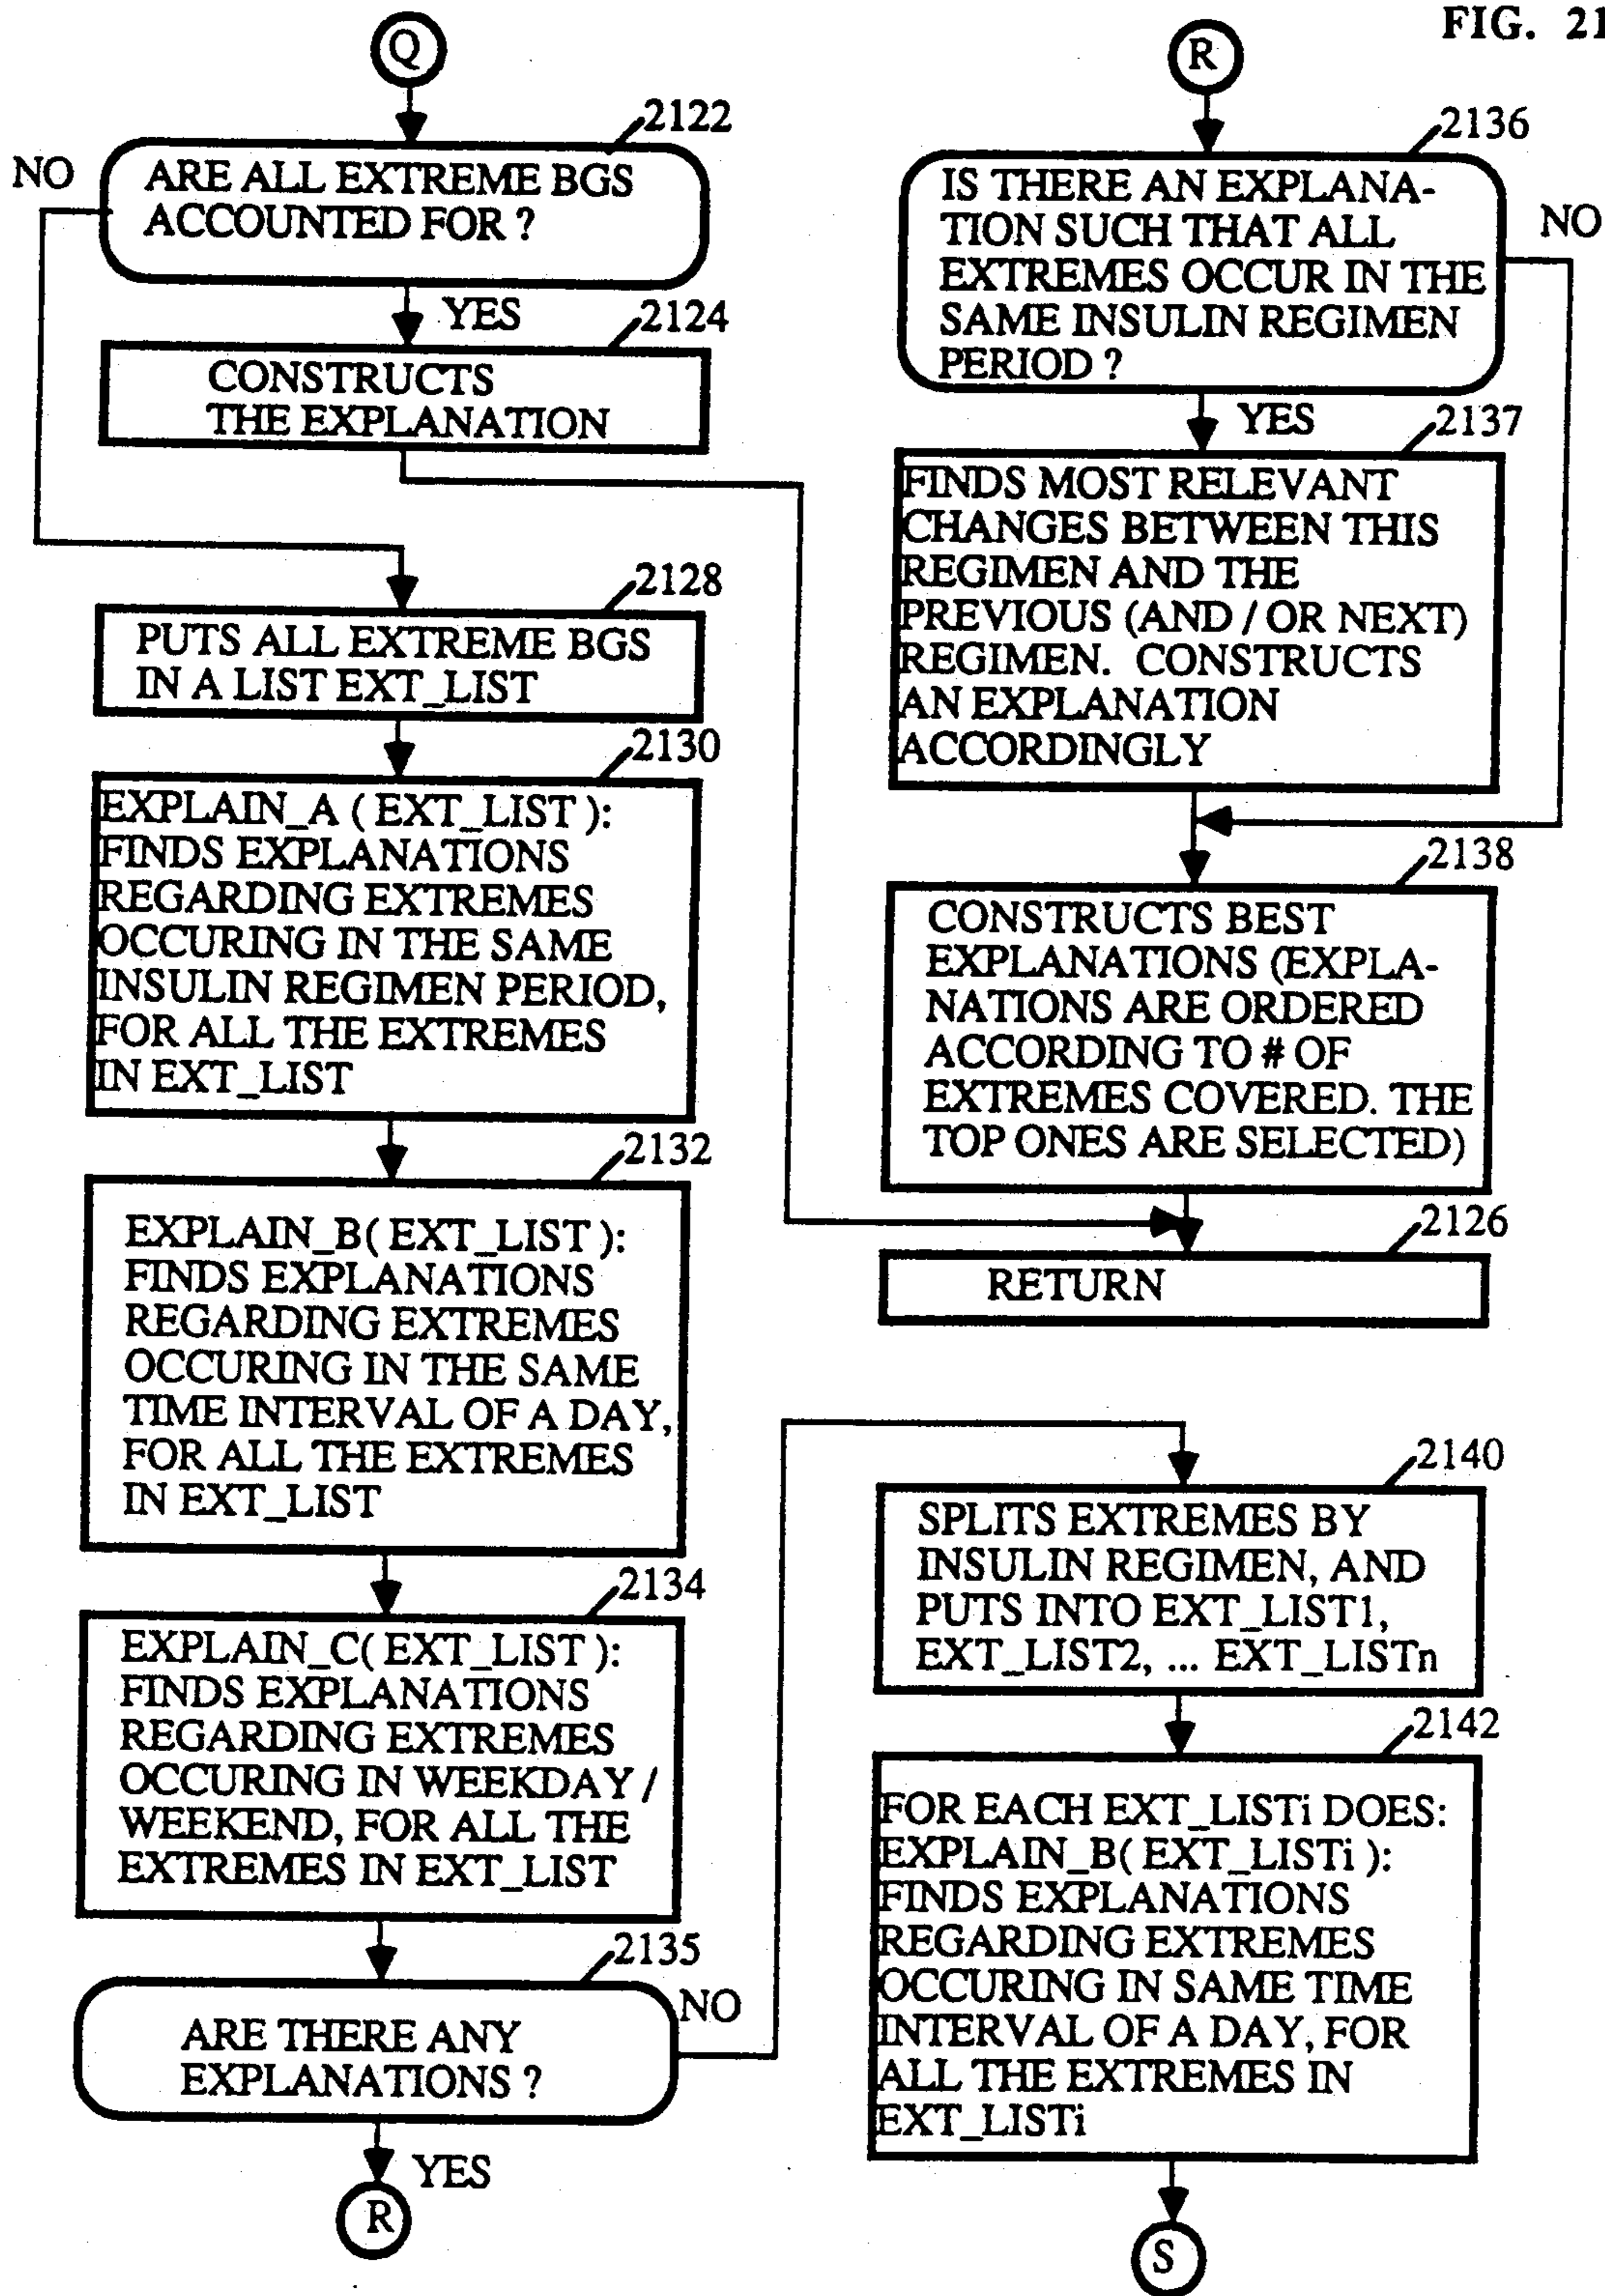 FIG. 21
Q
2122
NO
ARE ALL EXTREME BGS
ACCOUNTED FOR ?
YES
2124
CONSTRUCTS
THE EXPLANATION
2128
PUTS ALL EXTREME BGS
IN A LIST EXT_LIST
2130
EXPLAIN_A ( EXT_LIST ):
FINDS EXPLANATIONS
REGARDING EXTREMES
OCCURING IN THE SAME
INSULIN REGIMEN PERIOD,
FOR ALL THE EXTREMES
IN EXT_LIST
2132
EXPLAIN_B( EXT_LIST ):
FINDS EXPLANATIONS
REGARDING EXTREMES
OCCURING IN THE SAME
TIME INTERVAL OF A DAY,
FOR ALL THE EXTREMES
IN EXT_LIST
2134
EXPLAIN_C( EXT_LIST ):
FINDS EXPLANATIONS
REGARDING EXTREMES
OCCURING IN WEEKDAY /
WEEKEND, FOR ALL THE
EXTREMES IN EXT_LIST
2135
NO
ARE THERE ANY
EXPLANATIONS ?
YES
R
R
2136
IS THERE AN EXPLANA-
TION SUCH THAT ALL
EXTREMES OCCUR IN THE
SAME INSULIN REGIMEN
PERIOD ?
NO
YES
2137
FINDS MOST RELEVANT
CHANGES BETWEEN THIS
REGIMEN AND THE
PREVIOUS (AND / OR NEXT)
REGIMEN. CONSTRUCTS
AN EXPLANATION
ACCORDINGLY
2138
CONSTRUCTS BEST
EXPLANATIONS (EXPLA-
NATIONS ARE ORDERED
ACCORDING TO # OF
EXTREMES COVERED. THE
TOP ONES ARE SELECTED)
2126
RETURN
2140
SPLITS EXTREMES BY
INSULIN REGIMEN, AND
PUTS INTO EXT_LIST1,
EXT_LIST2, ... EXT_LISTn
2142
FOR EACH EXT_LISTi DOES:
EXPLAIN_B( EXT_LISTi ):
FINDS EXPLANATIONS
REGARDING EXTREMES
OCCURING IN SAME TIME
INTERVAL OF A DAY, FOR
ALL THE EXTREMES IN
EXT_LISTi
S